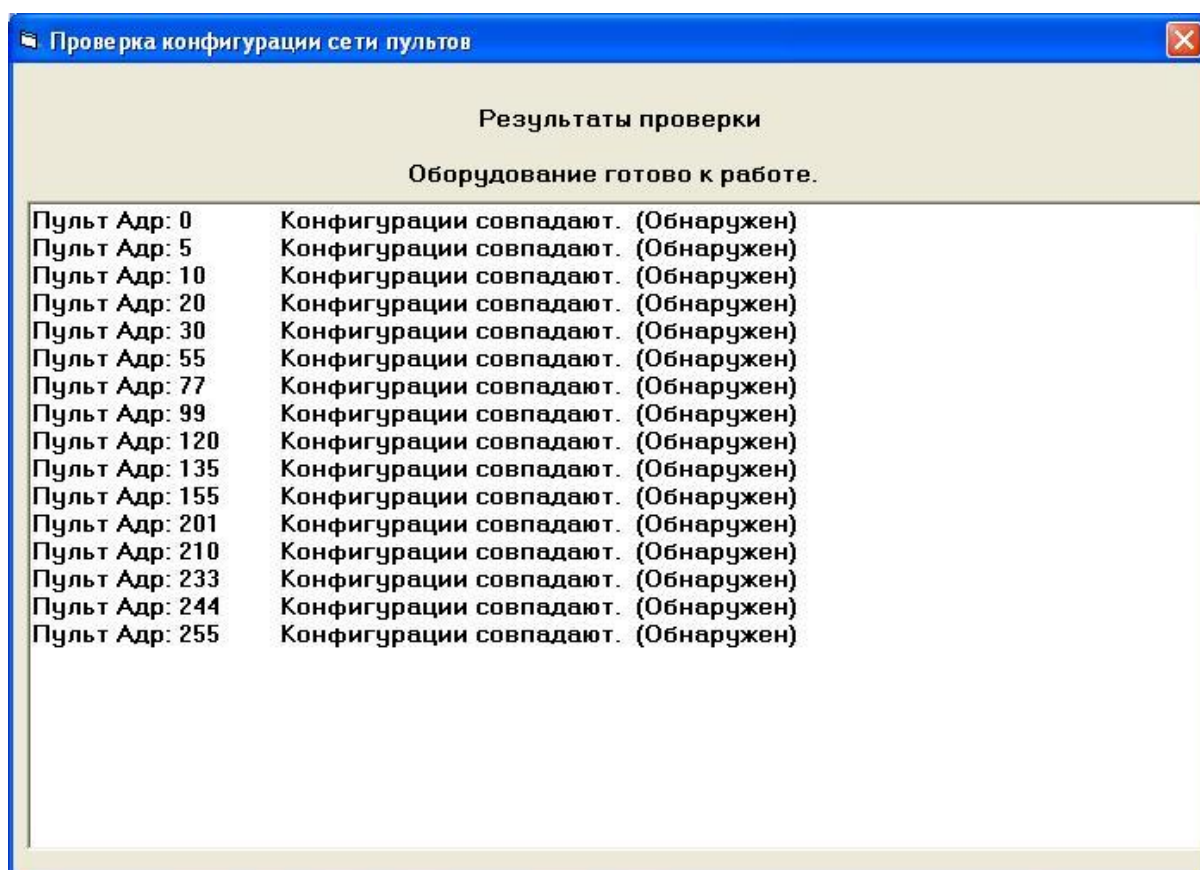 Проверка конфигурации сети пультов
Результаты проверки
Оборудование готово к работе.
Пульт Адр: 0 Конфигурации совпадают. (Обнаружен)
Пульт Адр: 5 Конфигурации совпадают. (Обнаружен)
Пульт Адр: 10 Конфигурации совпадают. (Обнаружен)
Пульт Адр: 20 Конфигурации совпадают. (Обнаружен)
Пульт Адр: 30 Конфигурации совпадают. (Обнаружен)
Пульт Адр: 55 Конфигурации совпадают. (Обнаружен)
Пульт Адр: 77 Конфигурации совпадают. (Обнаружен)
Пульт Адр: 99 Конфигурации совпадают. (Обнаружен)
Пульт Адр: 120 Конфигурации совпадают. (Обнаружен)
Пульт Адр: 135 Конфигурации совпадают. (Обнаружен)
Пульт Адр: 155 Конфигурации совпадают. (Обнаружен)
Пульт Адр: 201 Конфигурации совпадают. (Обнаружен)
Пульт Адр: 210 Конфигурации совпадают. (Обнаружен)
Пульт Адр: 233 Конфигурации совпадают. (Обнаружен)
Пульт Адр: 244 Конфигурации совпадают. (Обнаружен)
Пульт Адр: 255 Конфигурации совпадают. (Обнаружен)